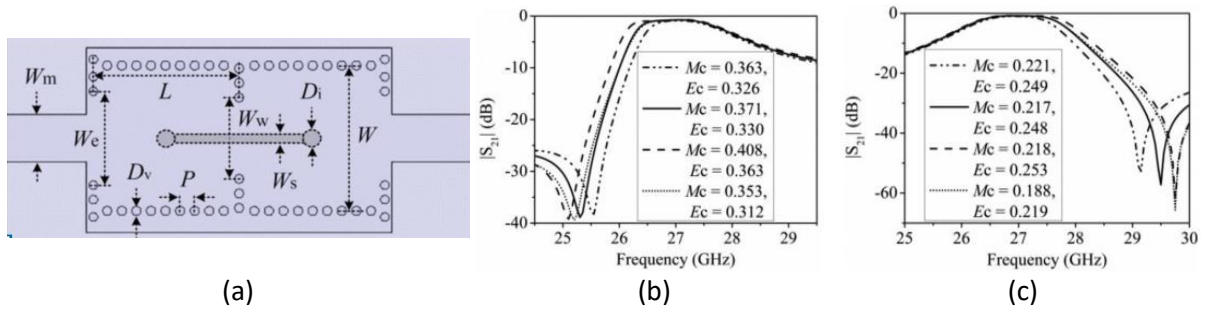 (a)
Wm
L
Di
Ww
We
W
Dv
P
Ws
(b)
0
-10
-20
-30
-40
|S21| (dB)
25 26 27 28 29
Frequency (GHz)
Mc = 0.363,
Ec = 0.326
Mc = 0.371,
Ec = 0.330
Mc = 0.408,
Ec = 0.363
Mc = 0.353,
Ec = 0.312
(c)
0
-20
-40
-60
|S21| (dB)
25 26 27 28 29 30
Frequency (GHz)
Mc = 0.221,
Ec = 0.249
Mc = 0.217,
Ec = 0.248
Mc = 0.218,
Ec = 0.253
Mc = 0.188,
Ec = 0.219